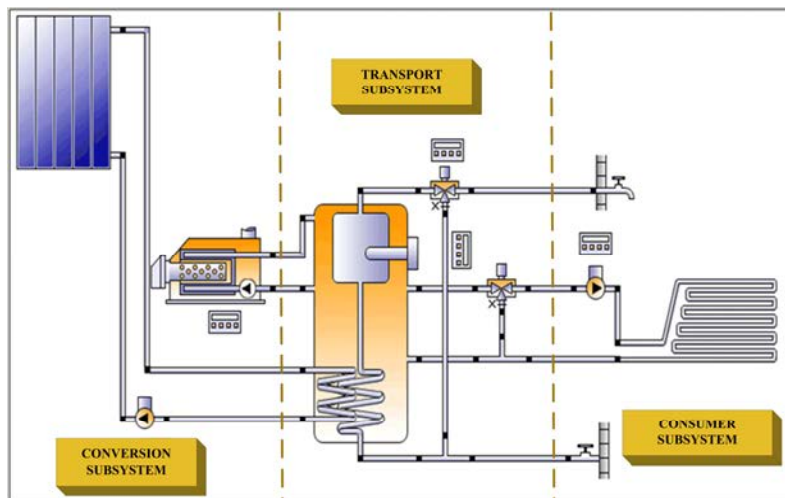 TRANSPORT
SUBSYSTEM
CONVERSION
SUBSYSTEM
CONSUMER
SUBSYSTEM